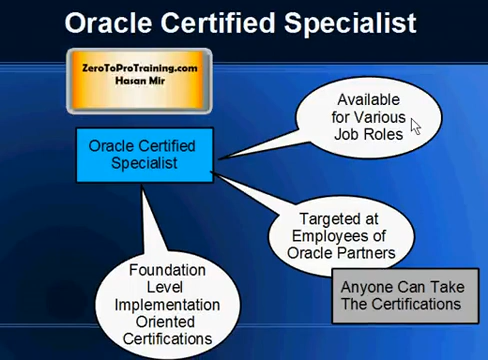 Oracle Certified Specialist
ZeroToProTraining.com
Hasan Mir
Available
for Various
Job Roles
Oracle Certified
Specialist
Targeted at
Employees of
Oracle Partners
Foundation
Level
Implementation
Oriented
Certifications
Anyone Can Take
The Certifications